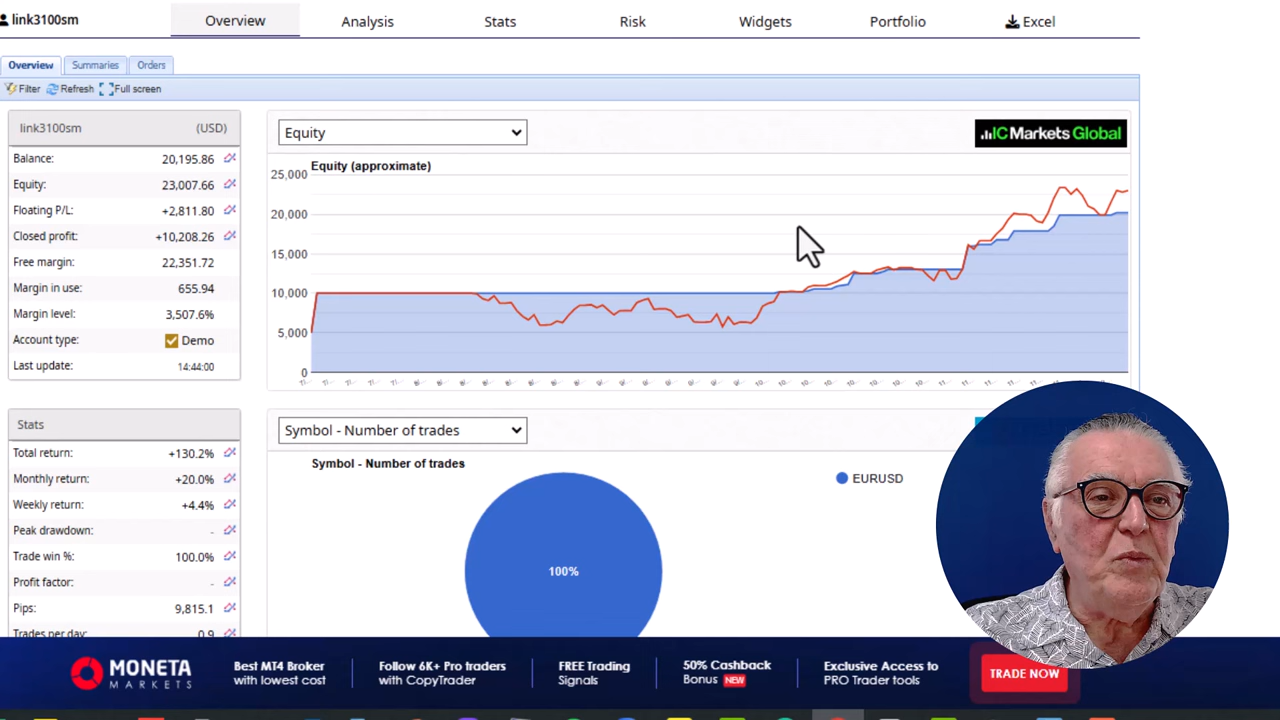 link3100sm
Overview
Analysis
Stats
Risk
Widgets
Portfolio
Excel
Overview
Summaries
Orders
Filter
Refresh
Full screen
link3100sm (USD)
Balance: 20,195.86
Equity: 23,007.66
Floating P/L: +2,811.80
Closed profit: +10,208.26
Free margin: 22,351.72
Margin in use: 655.94
Margin level: 3,507.6%
Account type: Demo
Last update: 14:44:00
Equity
IC Markets Global
Equity (approximate)
25,000
20,000
15,000
10,000
5,000
0
Stats
Total return: +130.2%
Monthly return: +20.0%
Weekly return: +4.4%
Peak drawdown: -
Trade win %: 100.0%
Profit factor: -
Pips: 9,815.1
Trades per day: 0.9
Symbol - Number of trades
Symbol - Number of trades
EURUSD
100%
MONETA
MARKETS
Best MT4 Broker
with lowest cost
Follow 6K+ Pro traders
with CopyTrader
FREE Trading
Signals
50% Cashback
Bonus NEW
Exclusive Access to
PRO Trader tools
TRADE NOW